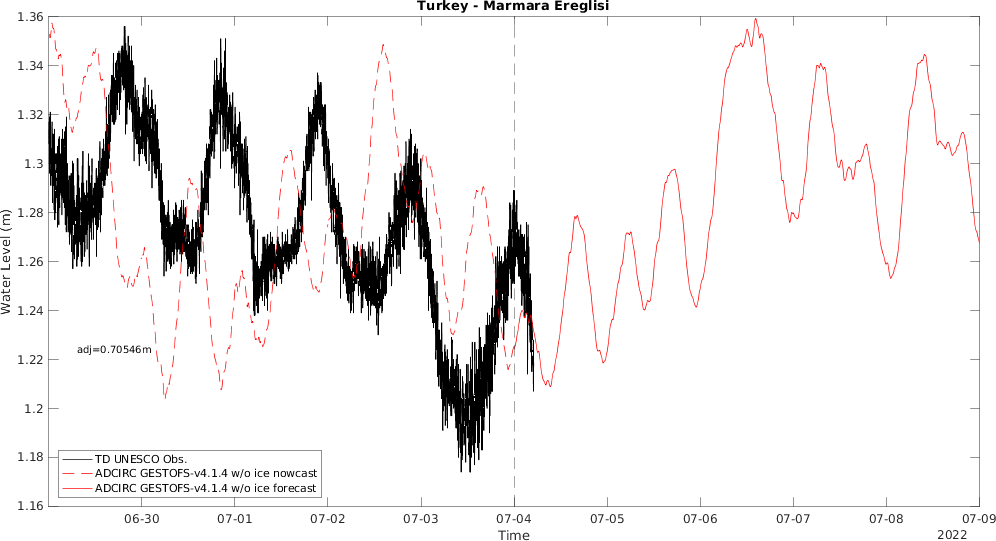 Turkey - Marmara Ereglisi
1.36
1.34
1.32
1.3
1.28
1.26
1.24
1.22
1.2
1.18
1.16
Water Level (m)
adj=0.70546m
TD UNESCO Obs.
ADCIRC GESTOFS-v4.1.4 w/o ice nowcast
ADCIRC GESTOFS-v4.1.4 w/o ice forecast
06-30 07-01 07-02 07-03 07-04 07-05 07-06 07-07 07-08 07-09
Time
2022